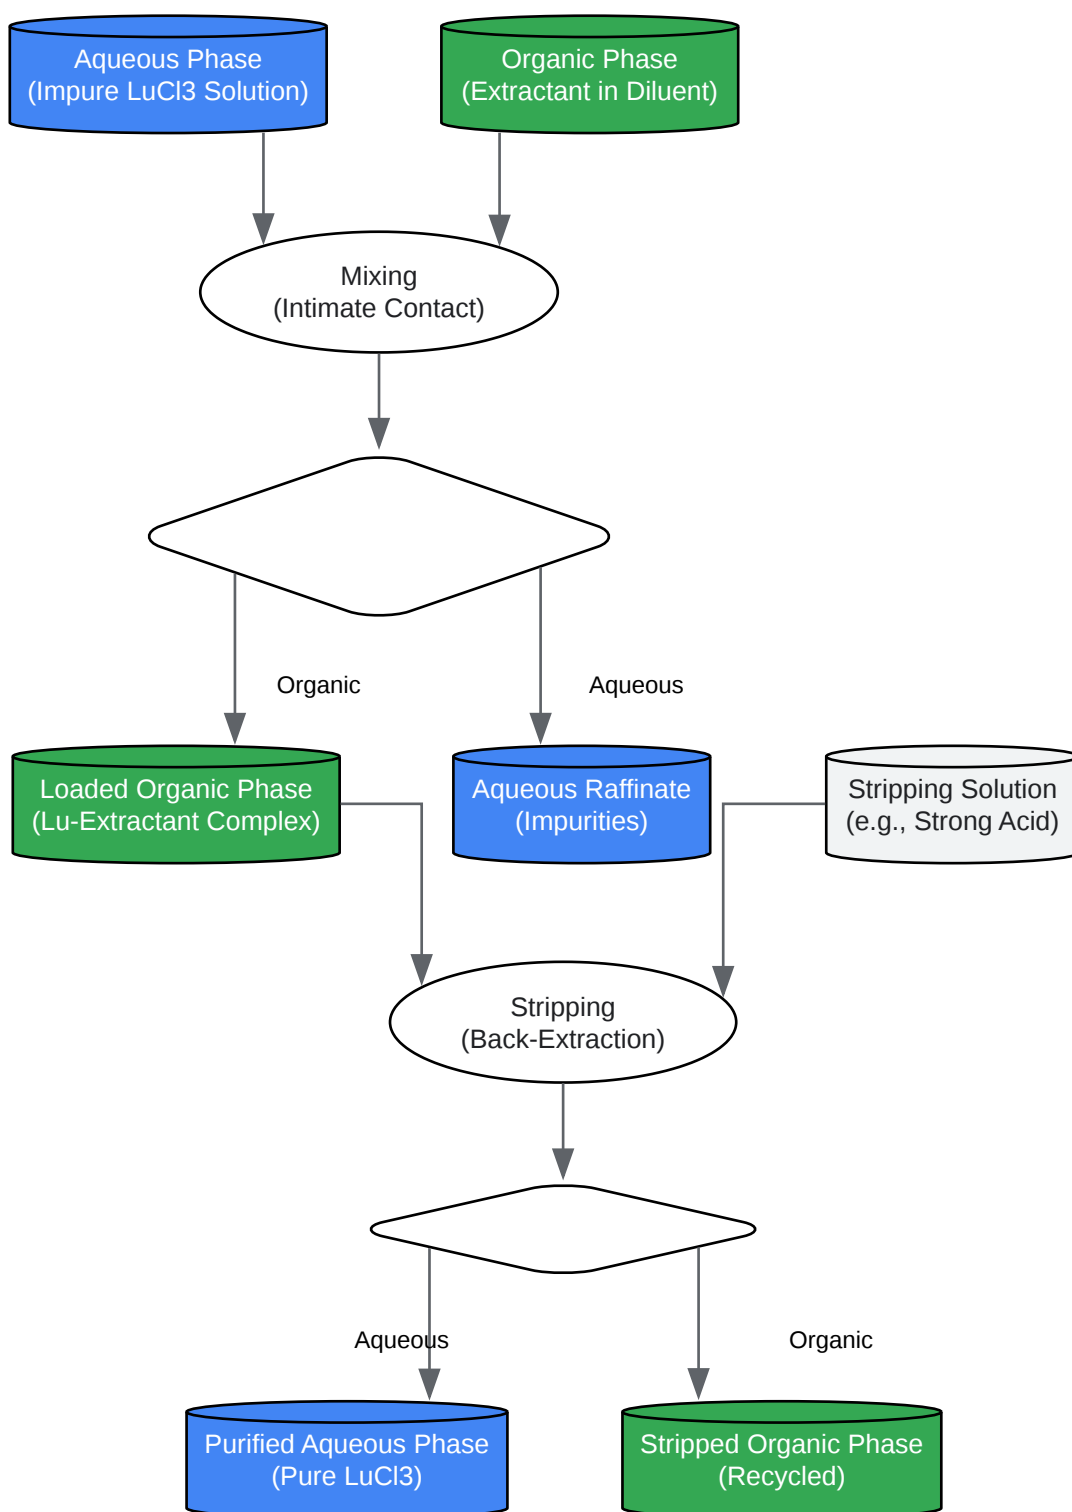 Aqueous Phase
(Impure LuCl3 Solution)
Organic Phase
(Extractant in Diluent)
Mixing
(Intimate Contact)
Organic
Aqueous
Loaded Organic Phase
(Lu-Extractant Complex)
Aqueous Raffinate
(Impurities)
Stripping Solution
(e.g., Strong Acid)
Stripping
(Back-Extraction)
Aqueous
Organic
Purified Aqueous Phase
(Pure LuCl3)
Stripped Organic Phase
(Recycled)